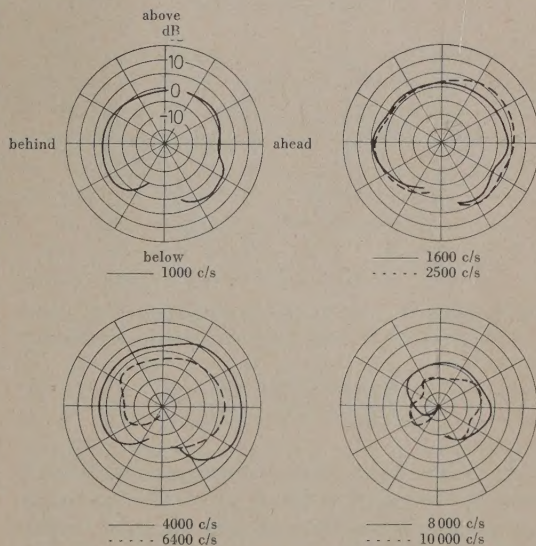 above
dB
10
0
-10
behind
ahead
below
1000 c/s
1600 c/s
2500 c/s
4000 c/s
6400 c/s
8000 c/s
10000 c/s